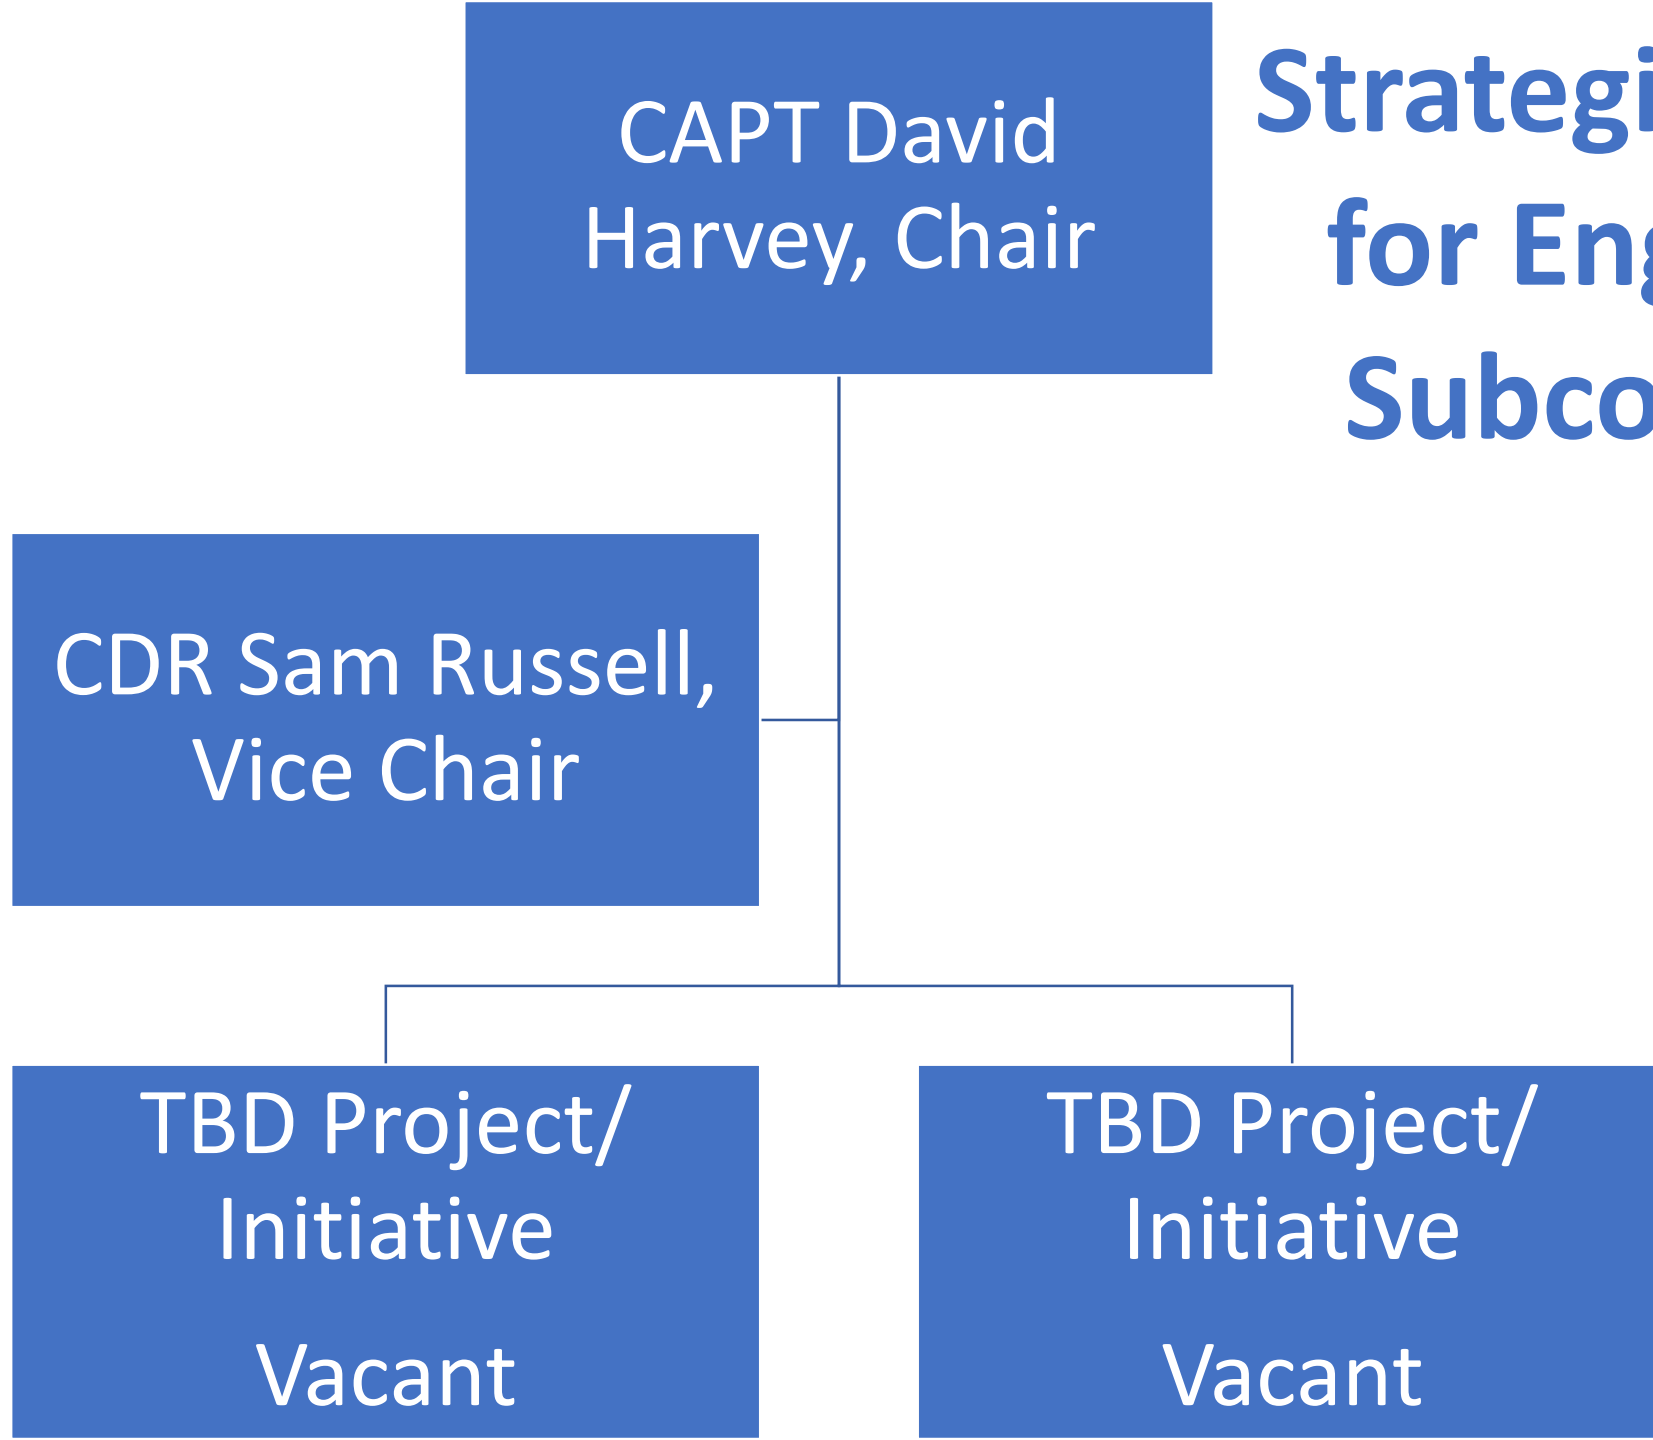 CAPT David
Harvey, Chair
Strategi
for Eng
Subco
CDR Sam Russell,
Vice Chair
TBD Project/
Initiative
Vacant
TBD Project/
Initiative
Vacant